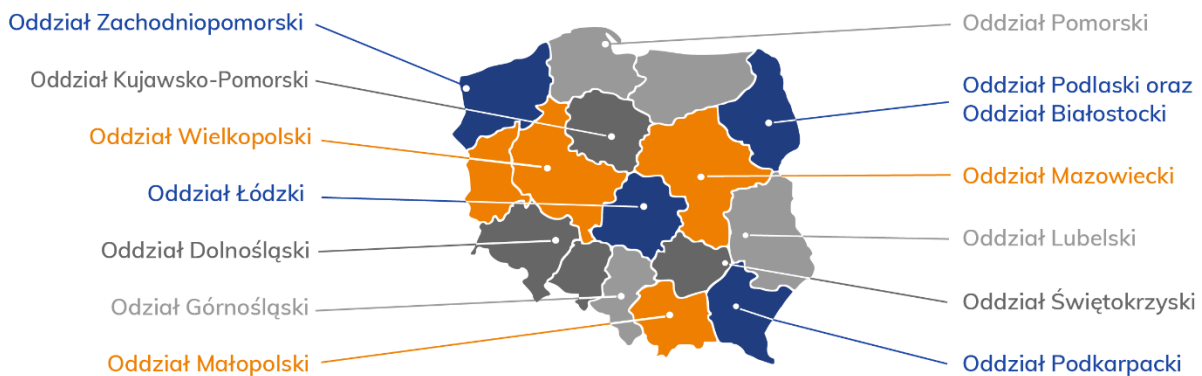 Oddział Zachodniopomorski
Oddział Kujawsko-Pomorski
Oddział Wielkopolski
Oddział Łódzki
Oddział Dolnośląski
Odział Górnośląski
Oddział Małopolski
Oddział Pomorski
Oddział Podlaski oraz
Oddział Białostocki
Oddział Mazowiecki
Oddział Lubelski
Oddział Świętokrzyski
Oddział Podkarpacki